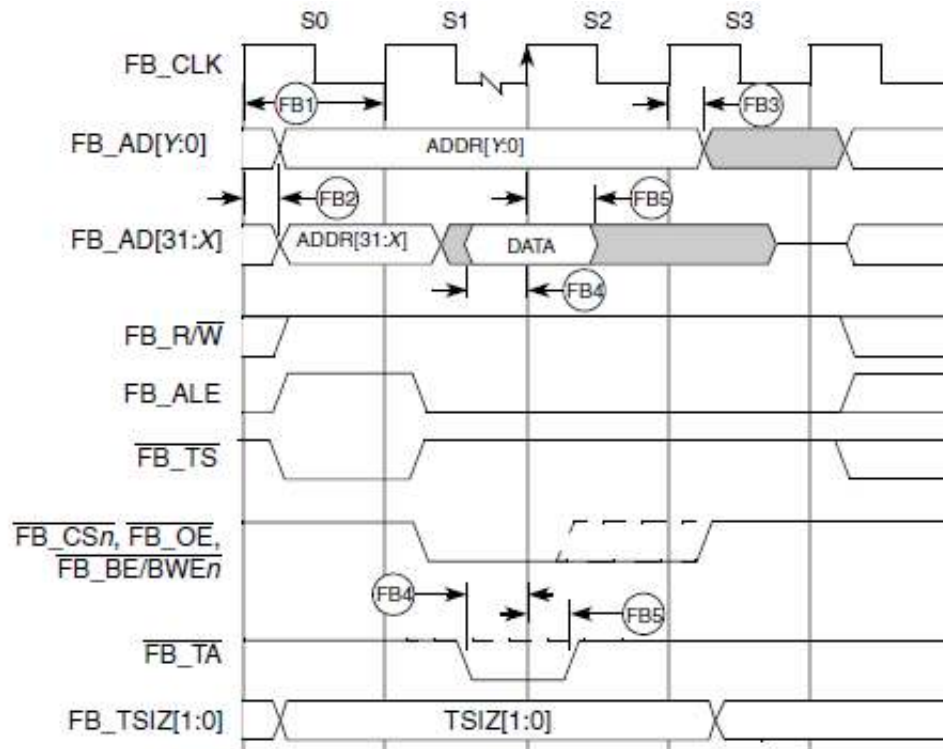 S0 S1 S2 S3
FB_CLK
FB1 FB3
FB_AD[Y:0] ADDR[Y:0]
FB2 FB5
FB_AD[31:X] ADDR[31:X] DATA
FB4
FB_R/W
FB_ALE
FB_TS
FB_CSn, FB_OE,
FB_BE/BWEn
FB4 FB5
FB_TA
FB_TSIZ[1:0] TSIZ[1:0]